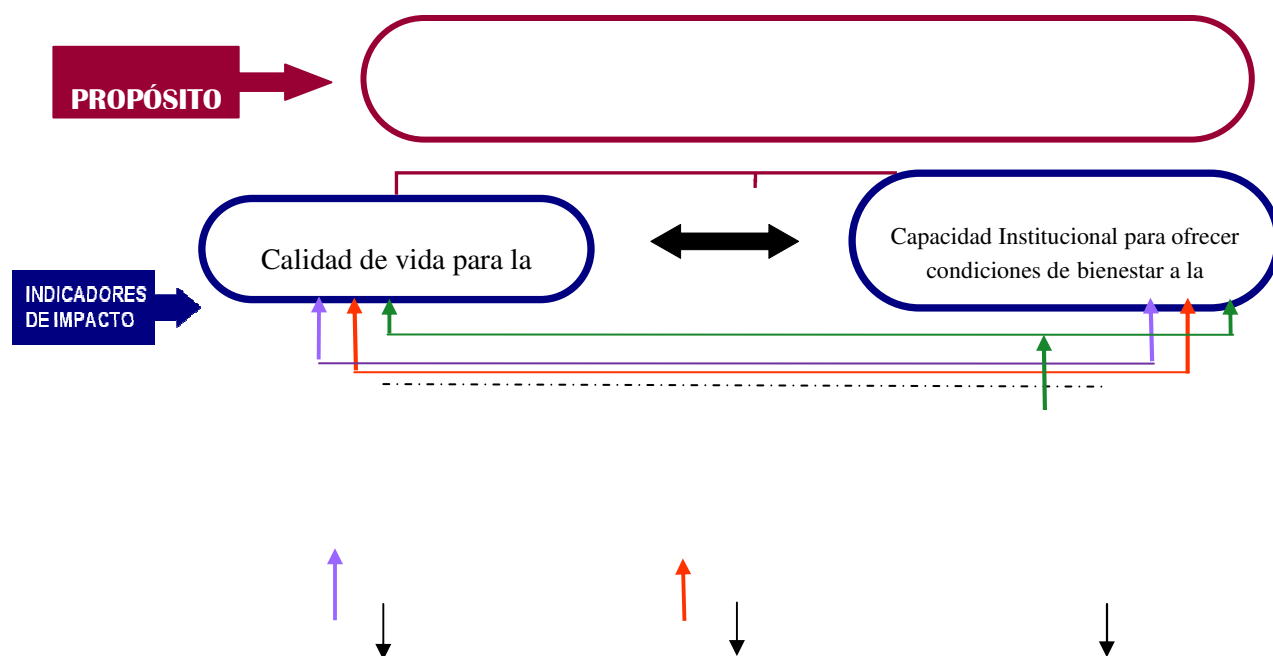 PROPÓSITO
Calidad de vida para la
Capacidad Institucional para ofrecer
condiciones de bienestar a la
INDICADORES
DE IMPACTO